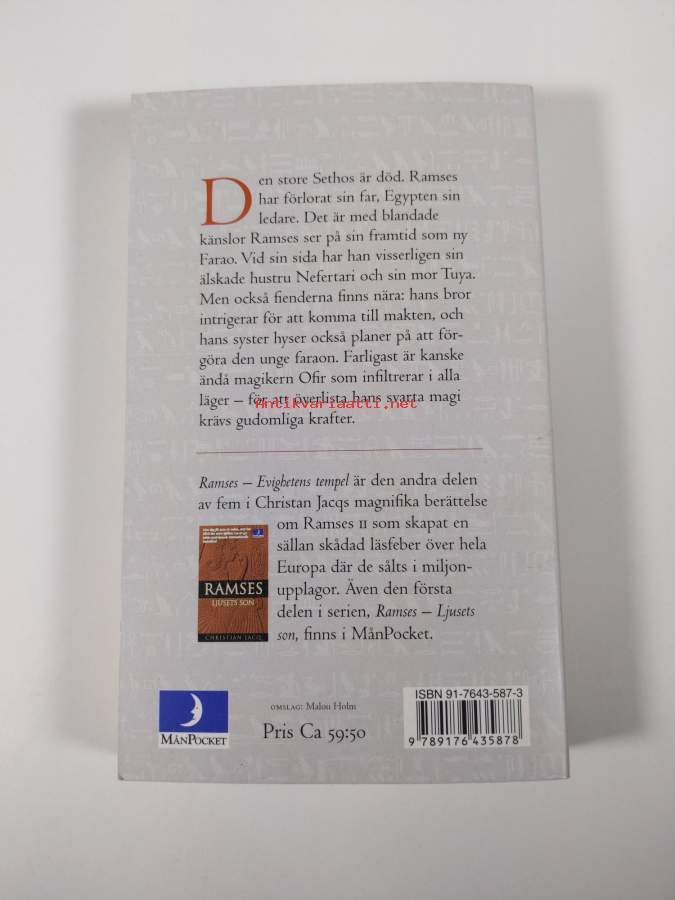 Den store Sethos är död. Ramses
har förlorat sin far, Egypten sin
ledare. Det är med blandade
känslor Ramses ser på sin framtid som ny
Farao. Vid sin sida har han visserligen sin
älskade hustru Nefertari och sin mor Tuya.
Men också fienderna finns nära: hans bror
intrigerar för att komma till makten, och
hans syster hyser också planer på att för-
göra den unge faraon. Farligast är kanske
ändå magikern Ofir som infiltrerar i alla
läger – för att överlista hans svarta magi
Antikvariaatti.net
krävs gudomliga krafter.
Ramses – Evighetens tempel är den andra delen
av fem i Christan Jacqs magnifika berättelse
om Ramses II som skapat en
sällan skådad läsfeber över hela
Europa där de sålts i miljon-
upplagor. Även den första
delen i serien, Ramses – Ljusets
son, finns i MånPocket.
RAMSES
LJUSETS SON
CHRISTIAN JACQ
MÅNPOCKET
OMSLAG: Malou Holm
Pris Ca 59:50
ISBN 91-7643-587-3
9 789176 435878